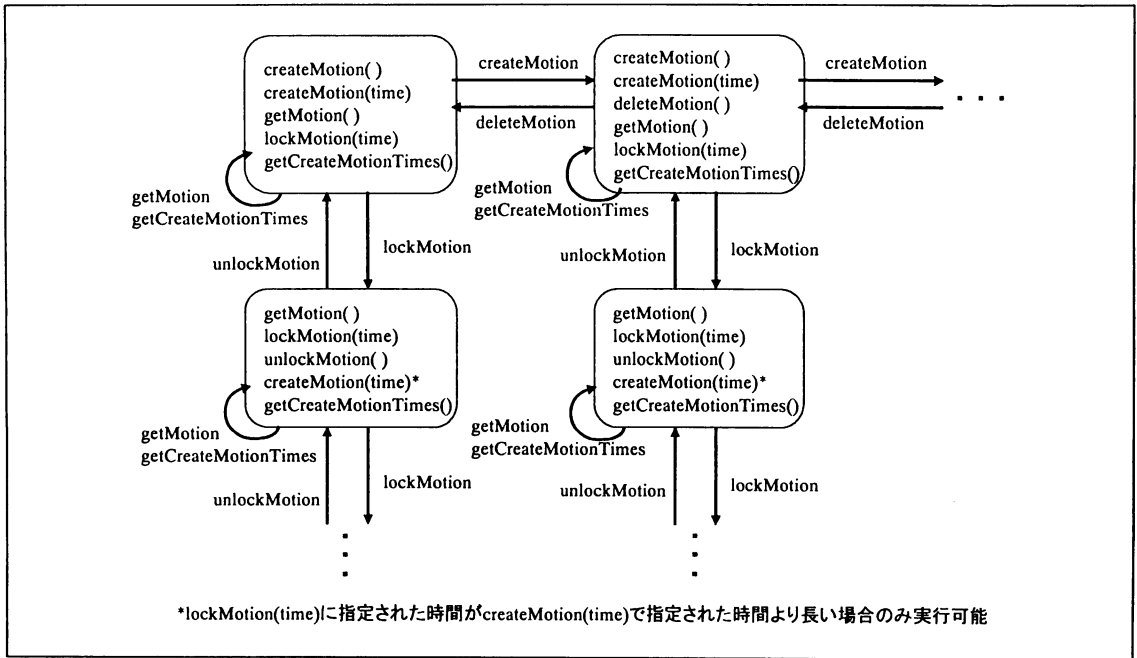 createMotion( )
createMotion(time)
getMotion( )
lockMotion(time)
getCreateMotionTimes()
getMotion
getCreateMotionTimes
createMotion
deleteMotion
createMotion( )
createMotion(time)
deleteMotion( )
getMotion( )
lockMotion(time)
getCreateMotionTimes()
getMotion
getCreateMotionTimes
createMotion
deleteMotion
. . .
unlockMotion
lockMotion
unlockMotion
lockMotion
getMotion( )
lockMotion(time)
unlockMotion( )
createMotion(time)*
getCreateMotionTimes()
getMotion
getCreateMotionTimes
getMotion( )
lockMotion(time)
unlockMotion( )
createMotion(time)*
getCreateMotionTimes()
getMotion
getCreateMotionTimes
unlockMotion
lockMotion
unlockMotion
lockMotion
*lockMotion(time)に指定された時間がcreateMotion(time)で指定された時間より長い場合のみ実行可能